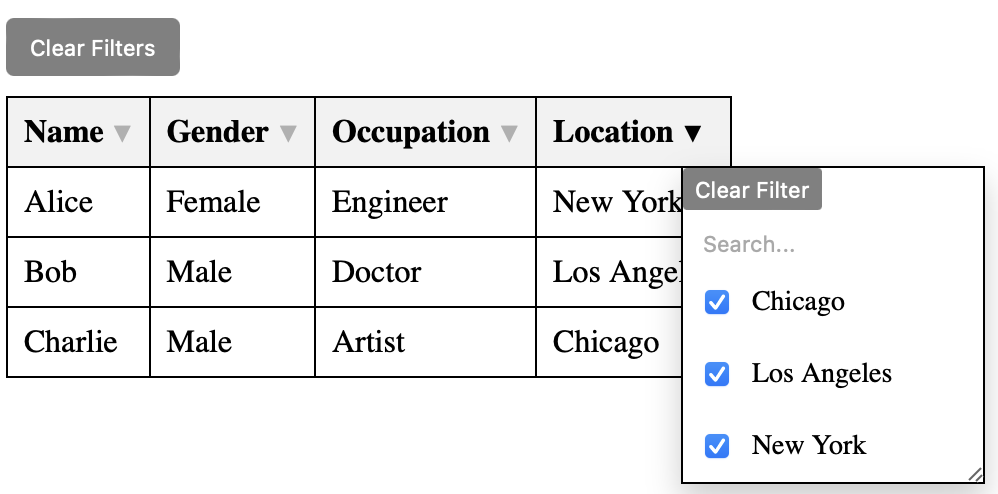 Clear Filters
Name ▼ Gender ▼ Occupation ▼ Location ▼
Alice Female Engineer New York
Bob Male Doctor Los Angel
Charlie Male Artist Chicago
Clear Filter
Search...
Chicago
Los Angeles
New York